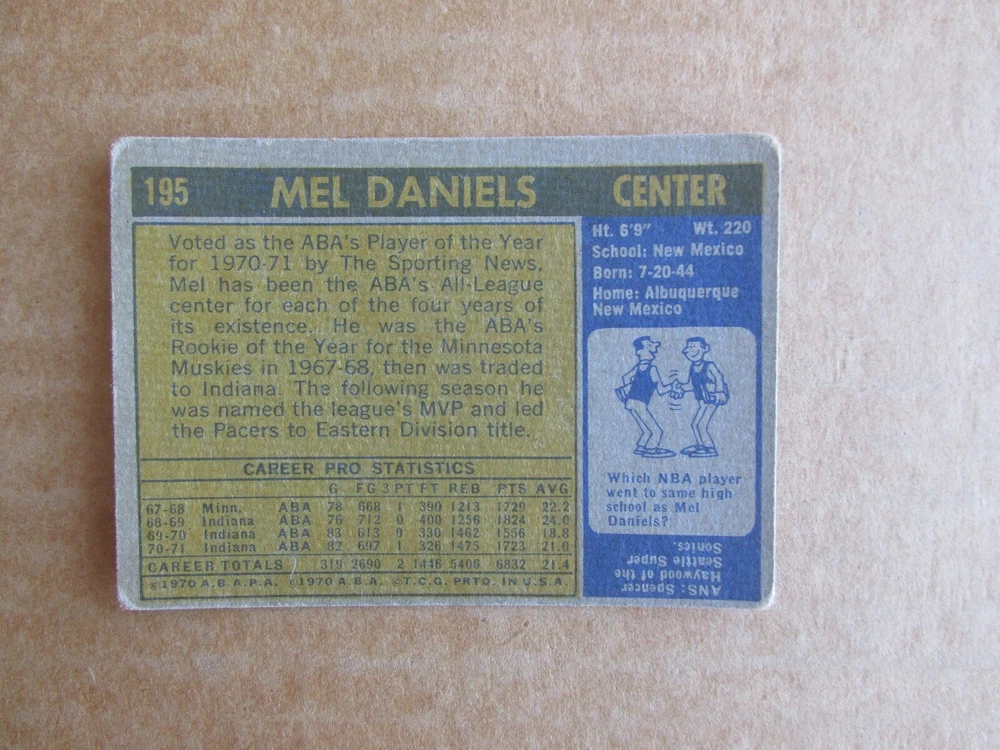 195 MEL DANIELS CENTER
Voted as the ABA's Player of the Year
for 1970-71 by The Sporting News,
Mel has been the ABA's All-League
center for each of the four years of
its existence. He was the ABA's
Rookie of the Year for the Minnesota
Muskies in 1967-68, then was traded
to Indiana. The following season he
was named the league's MVP and led
the Pacers to Eastern Division title.
CAREER PRO STATISTICS
G FG 3PT FT REB PTS AVG
67-68 Minn. ABA 78 668 1 390 1213 1729 22.2
68-69 Indiana ABA 76 712 0 400 1256 1824 24.0
69-70 Indiana ABA 83 613 0 330 1462 1556 18.8
70-71 Indiana ABA 82 697 1 326 1475 1723 21.0
CAREER TOTALS 319 2690 2 1446 5406 6832 21.4
©1970 A.B.A.P.A. ©1970 A.B.A. ©T.C.G. PRTD. IN U.S.A.
Ht. 6'9" Wt. 220
School: New Mexico
Born: 7-20-44
Home: Albuquerque
New Mexico
Which NBA player
went to same high
school as Mel
Daniels?
ANS: Spencer
Haywood of the
Seattle Super
Sonics.